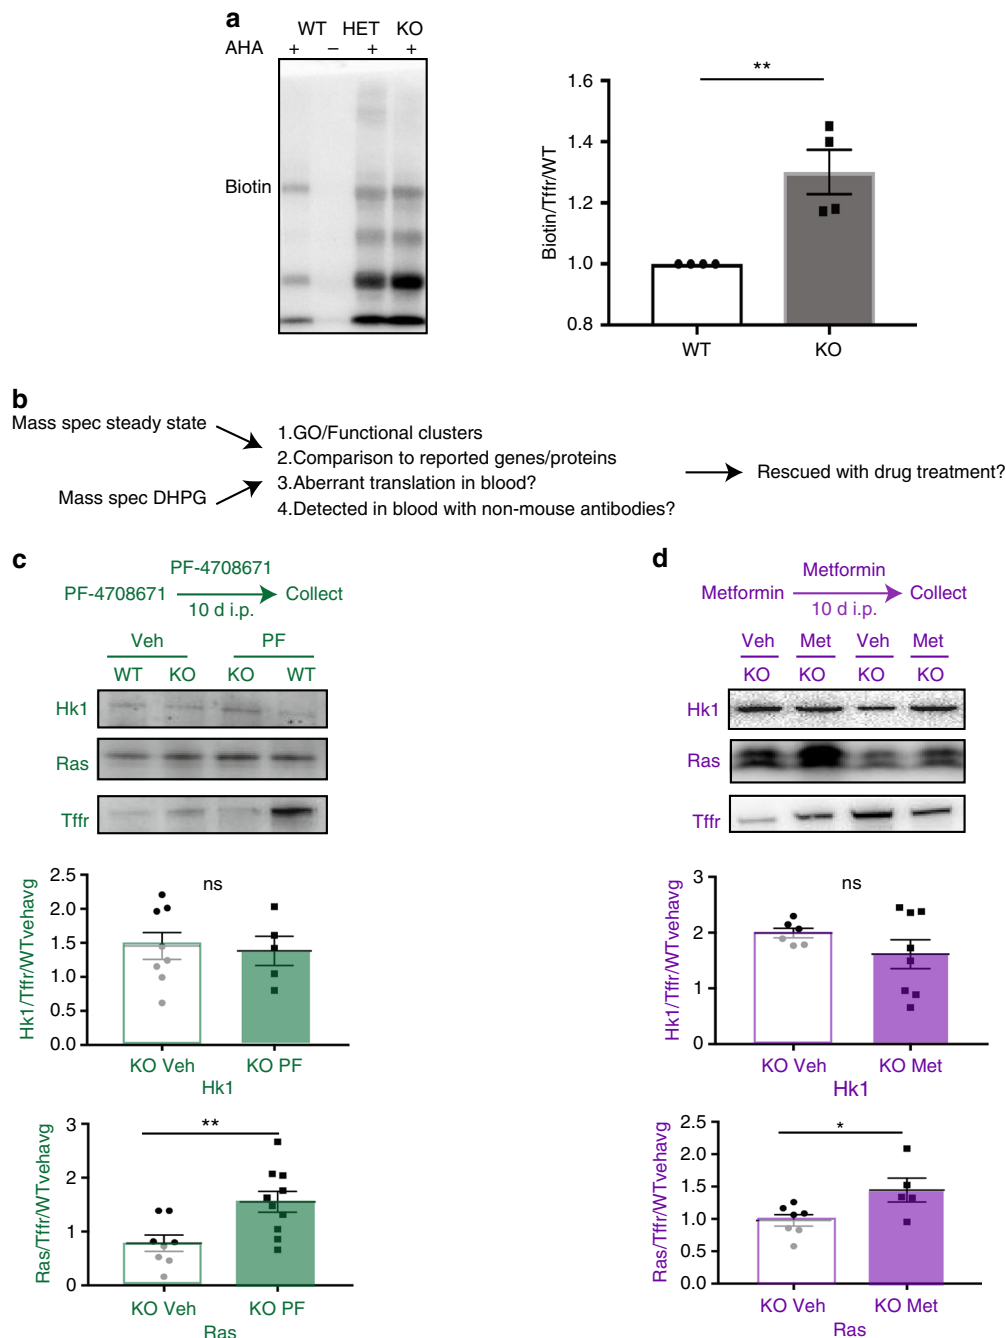 a
WT HET KO
AHA + − + +
Biotin
Biotin/Tffr/WT
1.6
1.4
1.2
1.0
0.8
**
WT KO
b
Mass spec steady state
Mass spec DHPG
1.GO/Functional clusters
2.Comparison to reported genes/proteins
3.Aberrant translation in blood?
4.Detected in blood with non-mouse antibodies?
Rescued with drug treatment?
c
PF-4708671
PF-4708671 Collect
10 d i.p.
Veh PF
WT KO KO WT
Hk1
Ras
Tffr
Hk1/Tffr/WTvehavg
2.5
2.0
1.5
1.0
0.5
0.0
ns
KO Veh KO PF
Hk1
Ras/Tffr/WTvehavg
3
2
1
0
**
KO Veh KO PF
Ras
d
Metformin
Metformin Collect
10 d i.p.
Veh Met Veh Met
KO KO KO KO
Hk1
Ras
Tffr
Hk1/Tffr/WTvehavg
3
2
1
0
ns
KO Veh KO Met
Hk1
Ras/Tffr/WTvehavg
2.5
2.0
1.5
1.0
0.5
0.0
*
KO Veh KO Met
Ras